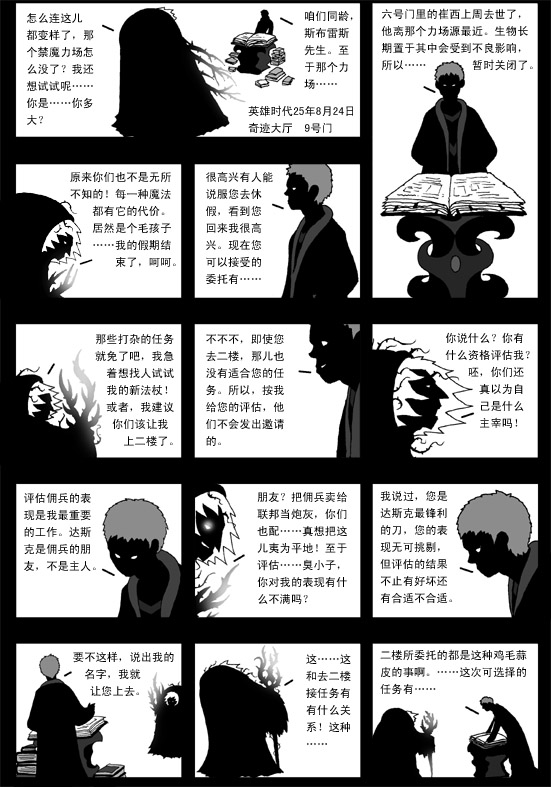 怎么连这儿
都变样了，那
个禁魔力场怎
么没了？我还
想试试呢……
你是……你多
大？
咱们同龄，
斯布雷斯
先生。至
于那个力
场……
英雄时代25年8月24日
奇迹大厅　9号门
六号门里的崔西上周去世了，
他离那个力场源最近。生物长
期置于其中会受到不良影响，
所以……　暂时关闭了。
原来你们也不是无所
不知的！每一种魔法
都有它的代价。
居然是个毛孩子
……我的假期结
束了，呵呵。
很高兴有人能
说服您去休
假，看到您
回来我很高
兴。现在您
可以接受的
委托有……
那些打杂的任务
就免了吧，我急
着想找人试试
我的新法杖！
或者，我建议
你们该让我
上二楼了。
不不不，即使您
去二楼，那儿也
没有适合您的任
务。所以，按我
给您的评估，他
们不会发出邀请
的。
你说什么？你有
什么资格评估我？
呸，你们还
真以为自
己是什么
主宰吗！
评估佣兵的表
现是我最重要
的工作。达斯
克是佣兵的朋
友，不是主人。
朋友？把佣兵卖给
联邦当炮灰，你们
也配……真想把这
儿夷为平地！至于
评估……臭小子，
你对我的表现有什
么不满吗？
我说过，您是
达斯克最锋利
的刀，您的表
现无可挑剔，
但评估的结果
不止有好坏还
有合适不合适。
要不这样，说出我的
名字，我就
让您上去。
这……这
和去二楼
接任务有
有什么关
系！这种
……
二楼所委托的都是这种鸡毛蒜
皮的事啊。……这次可选择的
任务有……